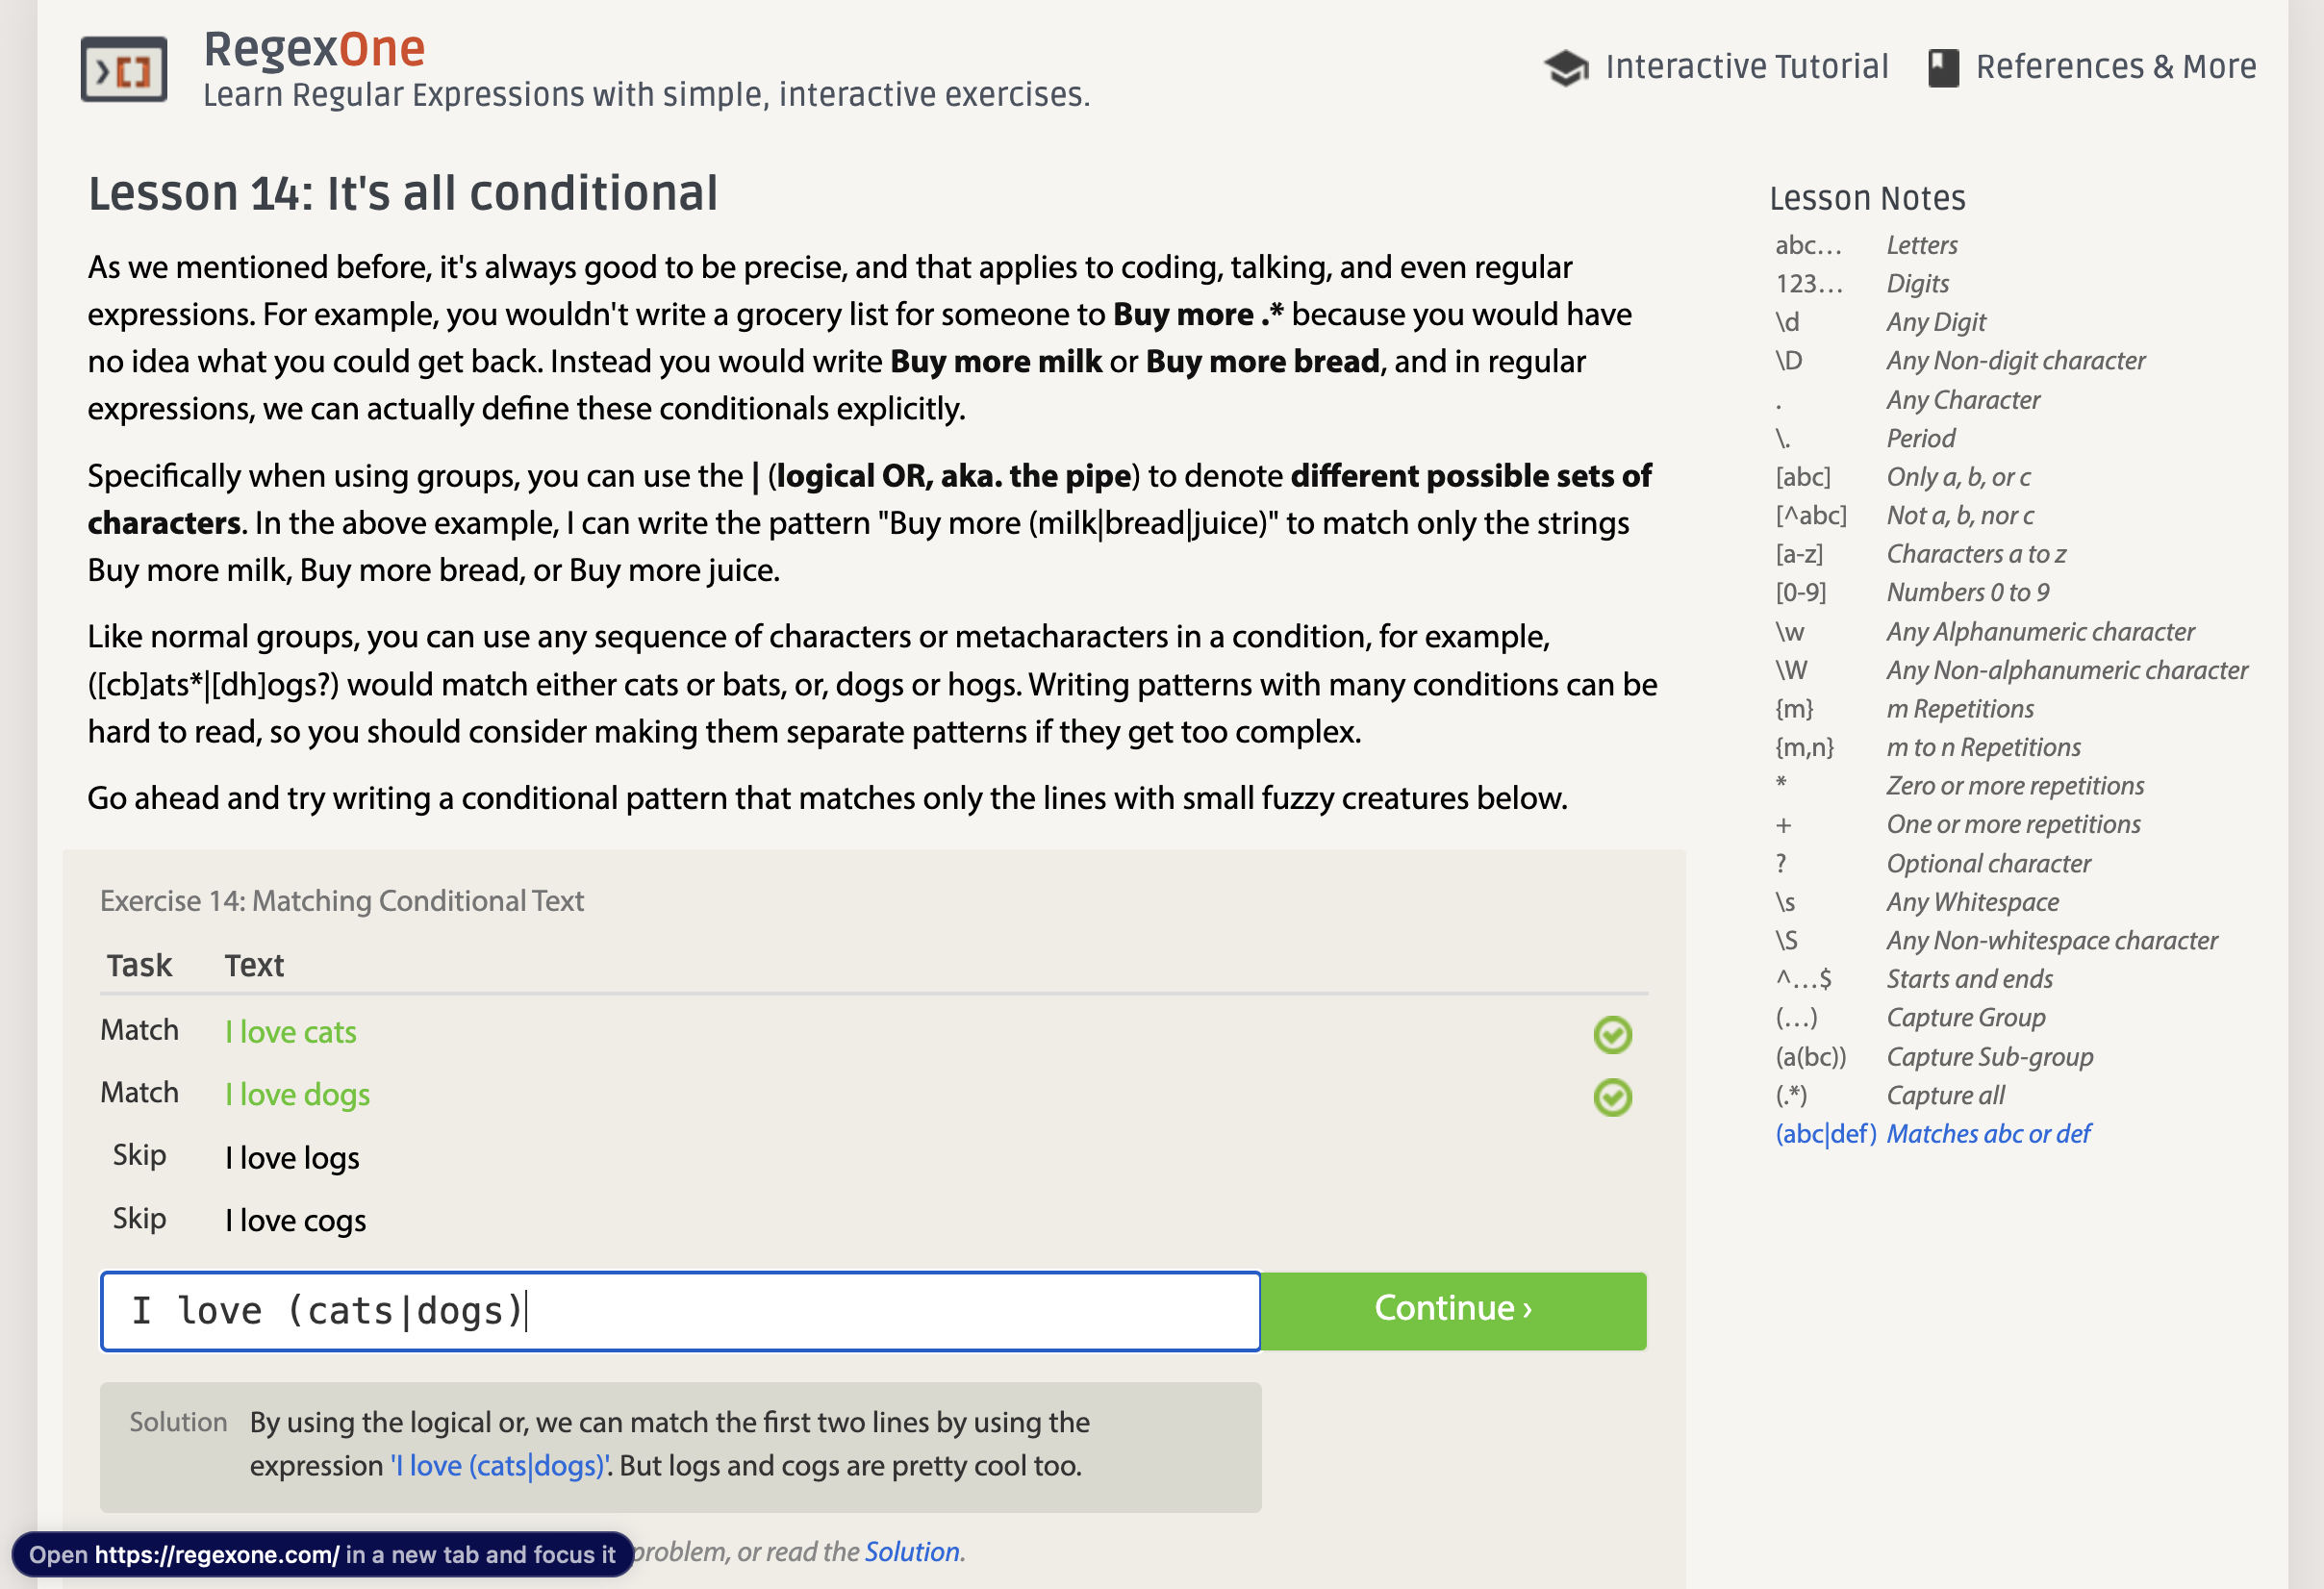 RegexOne
Learn Regular Expressions with simple, interactive exercises.
Interactive Tutorial
References & More
Lesson 14: It's all conditional
As we mentioned before, it's always good to be precise, and that applies to coding, talking, and even regular
expressions. For example, you wouldn't write a grocery list for someone to Buy more .* because you would have
no idea what you could get back. Instead you would write Buy more milk or Buy more bread, and in regular
expressions, we can actually define these conditionals explicitly.
Specifically when using groups, you can use the | (logical OR, aka. the pipe) to denote different possible sets of
characters. In the above example, I can write the pattern "Buy more (milk|bread|juice)" to match only the strings
Buy more milk, Buy more bread, or Buy more juice.
Like normal groups, you can use any sequence of characters or metacharacters in a condition, for example,
([cb]ats*|[dh]ogs?) would match either cats or bats, or, dogs or hogs. Writing patterns with many conditions can be
hard to read, so you should consider making them separate patterns if they get too complex.
Go ahead and try writing a conditional pattern that matches only the lines with small fuzzy creatures below.
Exercise 14: Matching Conditional Text
Task Text
Match I love cats
Match I love dogs
Skip I love logs
Skip I love cogs
I love (cats|dogs)
Continue ›
Solution By using the logical or, we can match the first two lines by using the
expression 'I love (cats|dogs)'. But logs and cogs are pretty cool too.
problem, or read the Solution.
Open https://regexone.com/ in a new tab and focus it
Lesson Notes
abc… Letters
123… Digits
\d Any Digit
\D Any Non-digit character
. Any Character
\. Period
[abc] Only a, b, or c
[^abc] Not a, b, nor c
[a-z] Characters a to z
[0-9] Numbers 0 to 9
\w Any Alphanumeric character
\W Any Non-alphanumeric character
{m} m Repetitions
{m,n} m to n Repetitions
* Zero or more repetitions
+ One or more repetitions
? Optional character
\s Any Whitespace
\S Any Non-whitespace character
^…$ Starts and ends
(…) Capture Group
(a(bc)) Capture Sub-group
(.*) Capture all
(abc|def) Matches abc or def